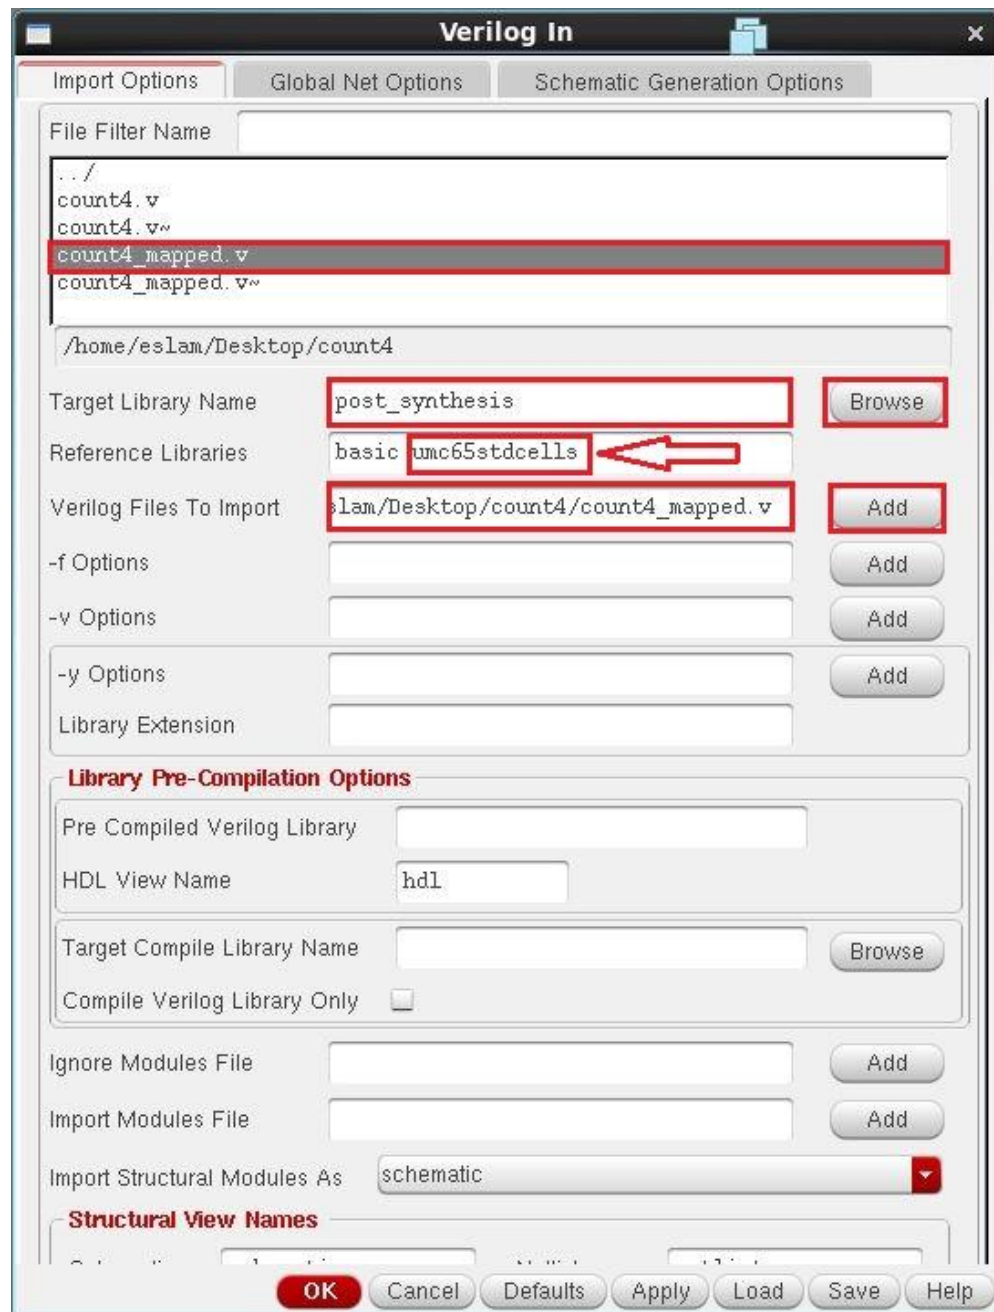 Verilog In
Import Options Global Net Options Schematic Generation Options
File Filter Name
../
count4.v
count4.v~
count4_mapped.v
count4_mapped.v~
/home/eslam/Desktop/count4
Target Library Name post_synthesis Browse
Reference Libraries basic umc65stdcells
Verilog Files To Import slam/Desktop/count4/count4_mapped.v Add
-f Options Add
-v Options Add
-y Options Add
Library Extension
Library Pre-Compilation Options
Pre Compiled Verilog Library
HDL View Name hdl
Target Compile Library Name Browse
Compile Verilog Library Only
Ignore Modules File Add
Import Modules File Add
Import Structural Modules As schematic
Structural View Names
OK Cancel Defaults Apply Load Save Help